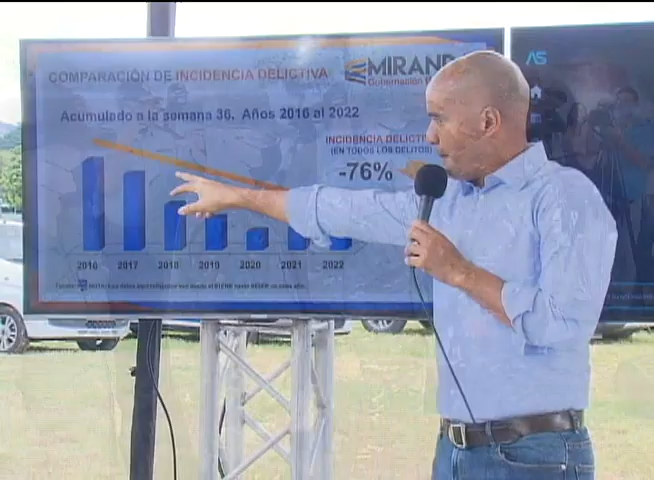 COMPARACIÓN DE INCIDENCIA DELICTIVA
MIRAND
Gobernación
Acumulado a la semana 36. Años 2016 al 2022
INCIDENCIA DELICTI
(EN TODOS LOS DELITOS)
-76%
2016 2017 2018 2019 2020 2021 2022